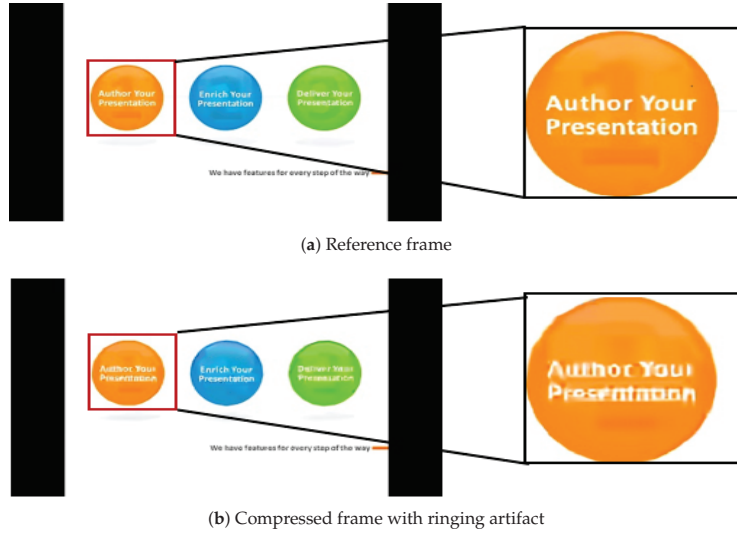 Author Your
Presentation
Enrich Your
Presentation
Deliver Your
Presentation
We have features for every step of the way
Author Your
Presentation
(a) Reference frame
Author Your
Presentation
Enrich Your
Presentation
Deliver Your
Presentation
We have features for every step of the way
Author Your
Presentation
(b) Compressed frame with ringing artifact